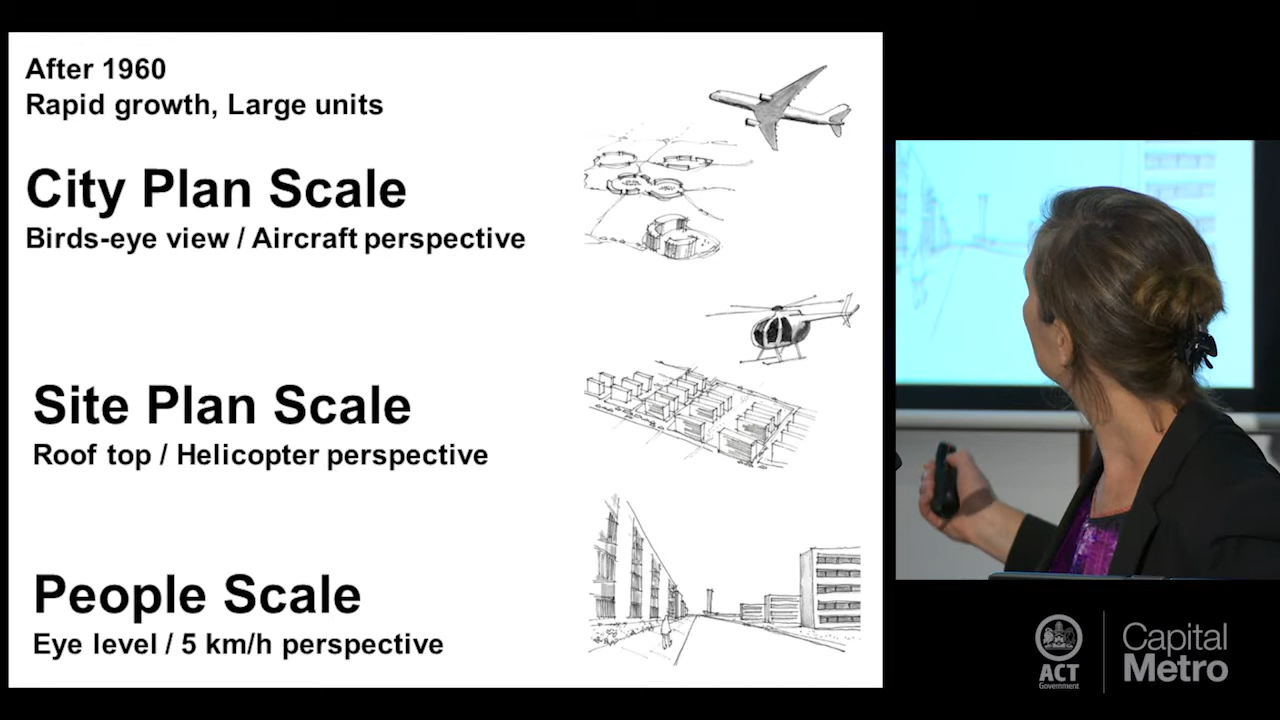 After 1960
Rapid growth, Large units
City Plan Scale
Birds-eye view / Aircraft perspective
Site Plan Scale
Roof top / Helicopter perspective
People Scale
Eye level / 5 km/h perspective
ACT
Government
Capital
Metro